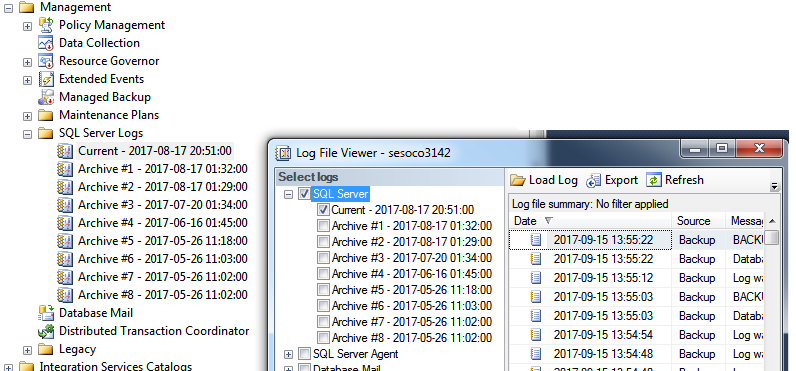 Management
Policy Management
Data Collection
Resource Governor
Extended Events
Managed Backup
Maintenance Plans
SQL Server Logs
Current - 2017-08-17 20:51:00
Archive #1 - 2017-08-17 01:32:00
Archive #2 - 2017-08-17 01:29:00
Archive #3 - 2017-07-20 01:34:00
Archive #4 - 2017-06-16 01:45:00
Archive #5 - 2017-05-26 11:18:00
Archive #6 - 2017-05-26 11:03:00
Archive #7 - 2017-05-26 11:02:00
Archive #8 - 2017-05-26 11:02:00
Database Mail
Distributed Transaction Coordinator
Legacy
Integration Services Catalogs
Log File Viewer - sesoco3142
Select logs
SQL Server
Current - 2017-08-17 20:51:00
Archive #1 - 2017-08-17 01:32:00
Archive #2 - 2017-08-17 01:29:00
Archive #3 - 2017-07-20 01:34:00
Archive #4 - 2017-06-16 01:45:00
Archive #5 - 2017-05-26 11:18:00
Archive #6 - 2017-05-26 11:03:00
Archive #7 - 2017-05-26 11:02:00
Archive #8 - 2017-05-26 11:02:00
SQL Server Agent
Database Mail
Load Log Export Refresh
Log file summary: No filter applied
Date Source Messa
2017-09-15 13:55:22 Backup BACKU
2017-09-15 13:55:22 Backup Databa
2017-09-15 13:55:12 Backup Log wa
2017-09-15 13:55:03 Backup BACKU
2017-09-15 13:55:03 Backup Databa
2017-09-15 13:54:54 Backup Log wa
2017-09-15 13:54:48 Backup Log wa
2017-09-15 13:54:48 Backup Log wa